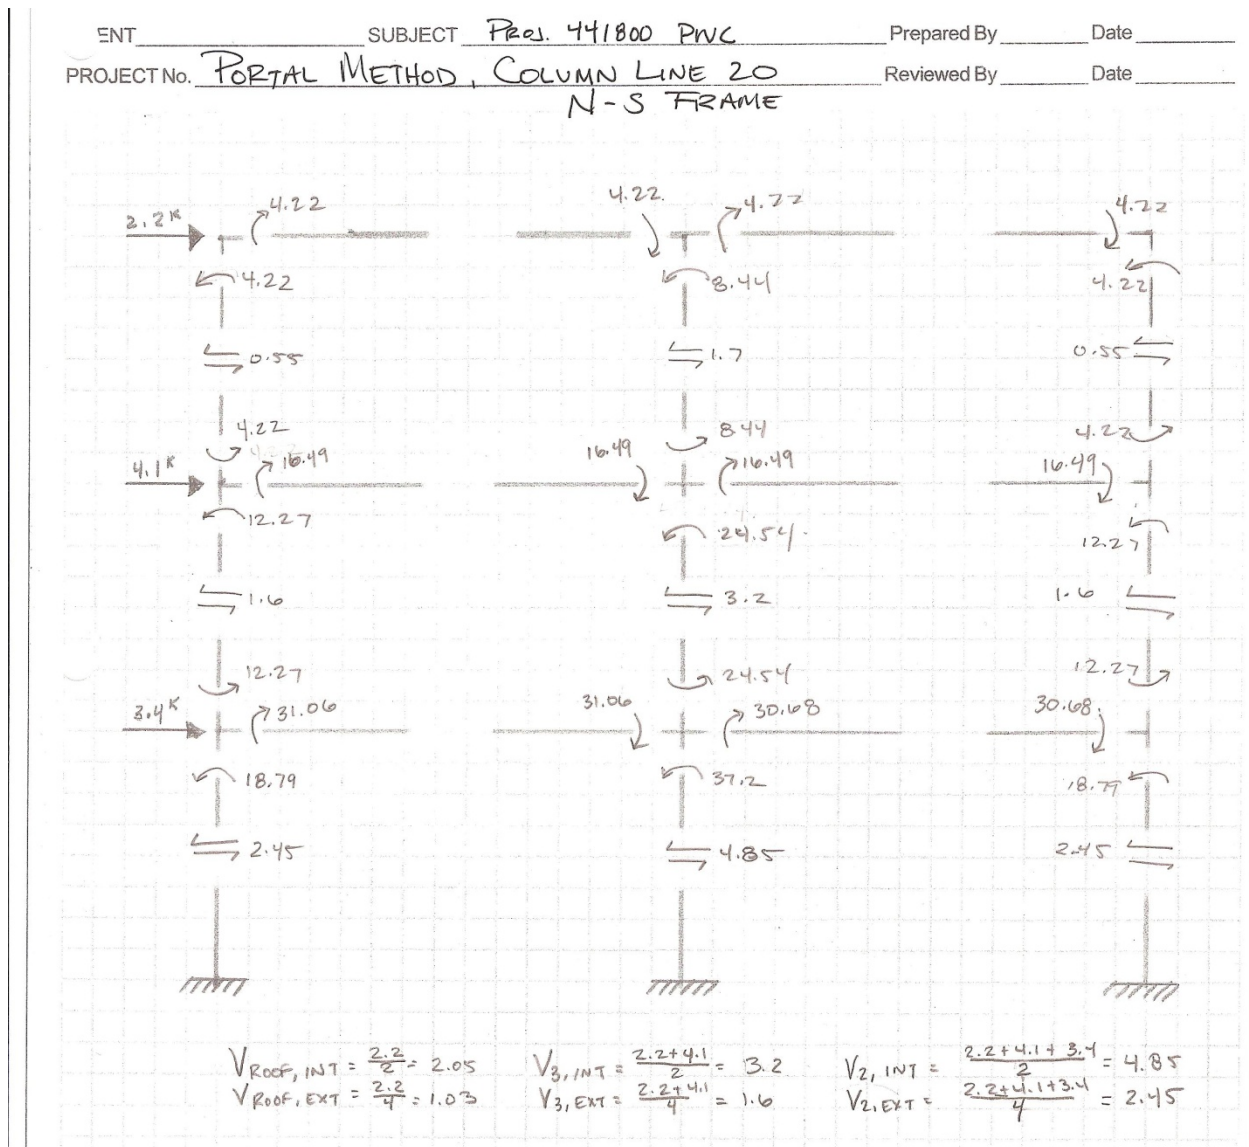 ENT SUBJECT PROJ. 441800 PWC Prepared By Date
PROJECT No. PORTAL METHOD, COLUMN LINE 20 Reviewed By Date
N-S FRAME
4.22 4.22 4.22 4.22
2.2K
4.22 8.44 4.22
0.55 1.7 0.55
4.22 8.44 4.22
4.1K 16.49 16.49 16.49 16.49
12.27 24.54 12.27
1.6 3.2 1.6
12.27 24.54 12.27
3.4K 31.06 31.06 30.68 30.68
18.79 37.2 18.79
2.45 4.85 2.45
V ROOF, INT = 2.2/2 = 2.05 V 3, INT = 2.2+4.1/2 = 3.2 V 2, INT = 2.2+4.1+3.4/2 = 4.85
V ROOF, EXT = 2.2/4 = 1.03 V 3, EXT = 2.2+4.1/4 = 1.6 V 2, EXT = 2.2+4.1+3.4/4 = 2.45